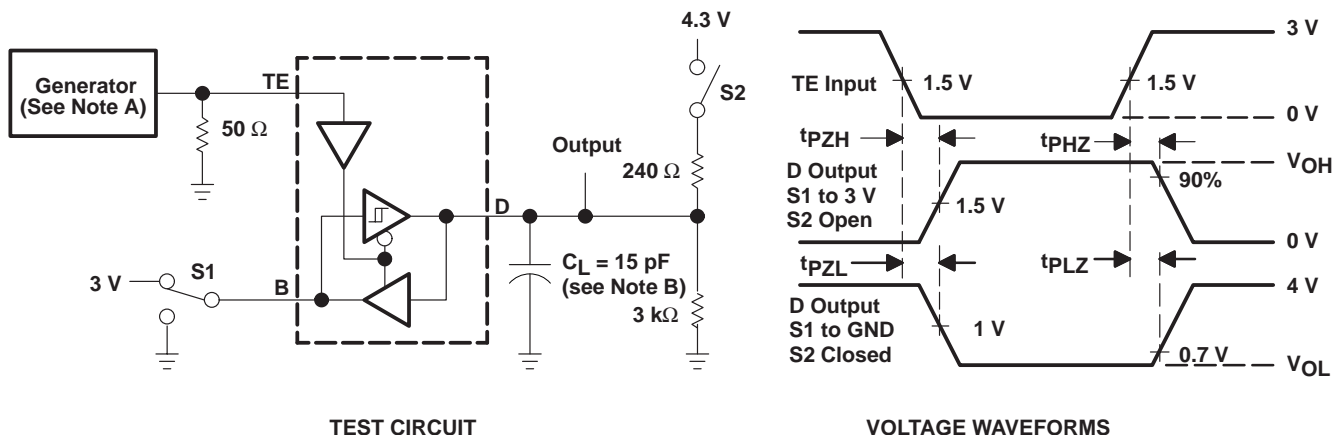 4.3 V
S2
Generator
(See Note A)
TE
50 Ω
Output
240 Ω
D
3 V
S1
B
CL = 15 pF
(see Note B)
3 kΩ
TEST CIRCUIT
3 V
TE Input
1.5 V
1.5 V
0 V
tPZH
tPHZ
VOH
D Output
S1 to 3 V
S2 Open
90%
1.5 V
0 V
tPZL
tPLZ
4 V
D Output
S1 to GND
S2 Closed
1 V
0.7 V
VOL
VOLTAGE WAVEFORMS